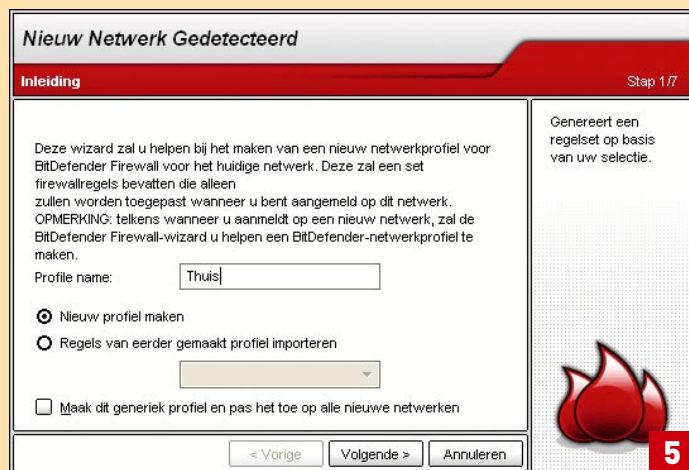 Nieuw Netwerk Gedetecteerd
Inleiding
Stap 1/7
Deze wizard zal u helpen bij het maken van een nieuw netwerkprofiel voor
BitDefender Firewall voor het huidige netwerk. Deze zal een set
firewallregels bevatten die alleen
zullen worden toegepast wanneer u bent aangemeld op dit netwerk.
OPMERKING: telkens wanneer u aanmeldt op een nieuw netwerk, zal de
BitDefender Firewall-wizard u helpen een BitDefender-netwerkprofiel te
maken.
Profile name:
Thuis
Nieuw profiel maken
Regels van eerder gemaakt profiel importeren
Maak dit generiek profiel en pas het toe op alle nieuwe netwerken
< Vorige
Volgende >
Annuleren
Genereert een
regelset op basis
van uw selectie.
5